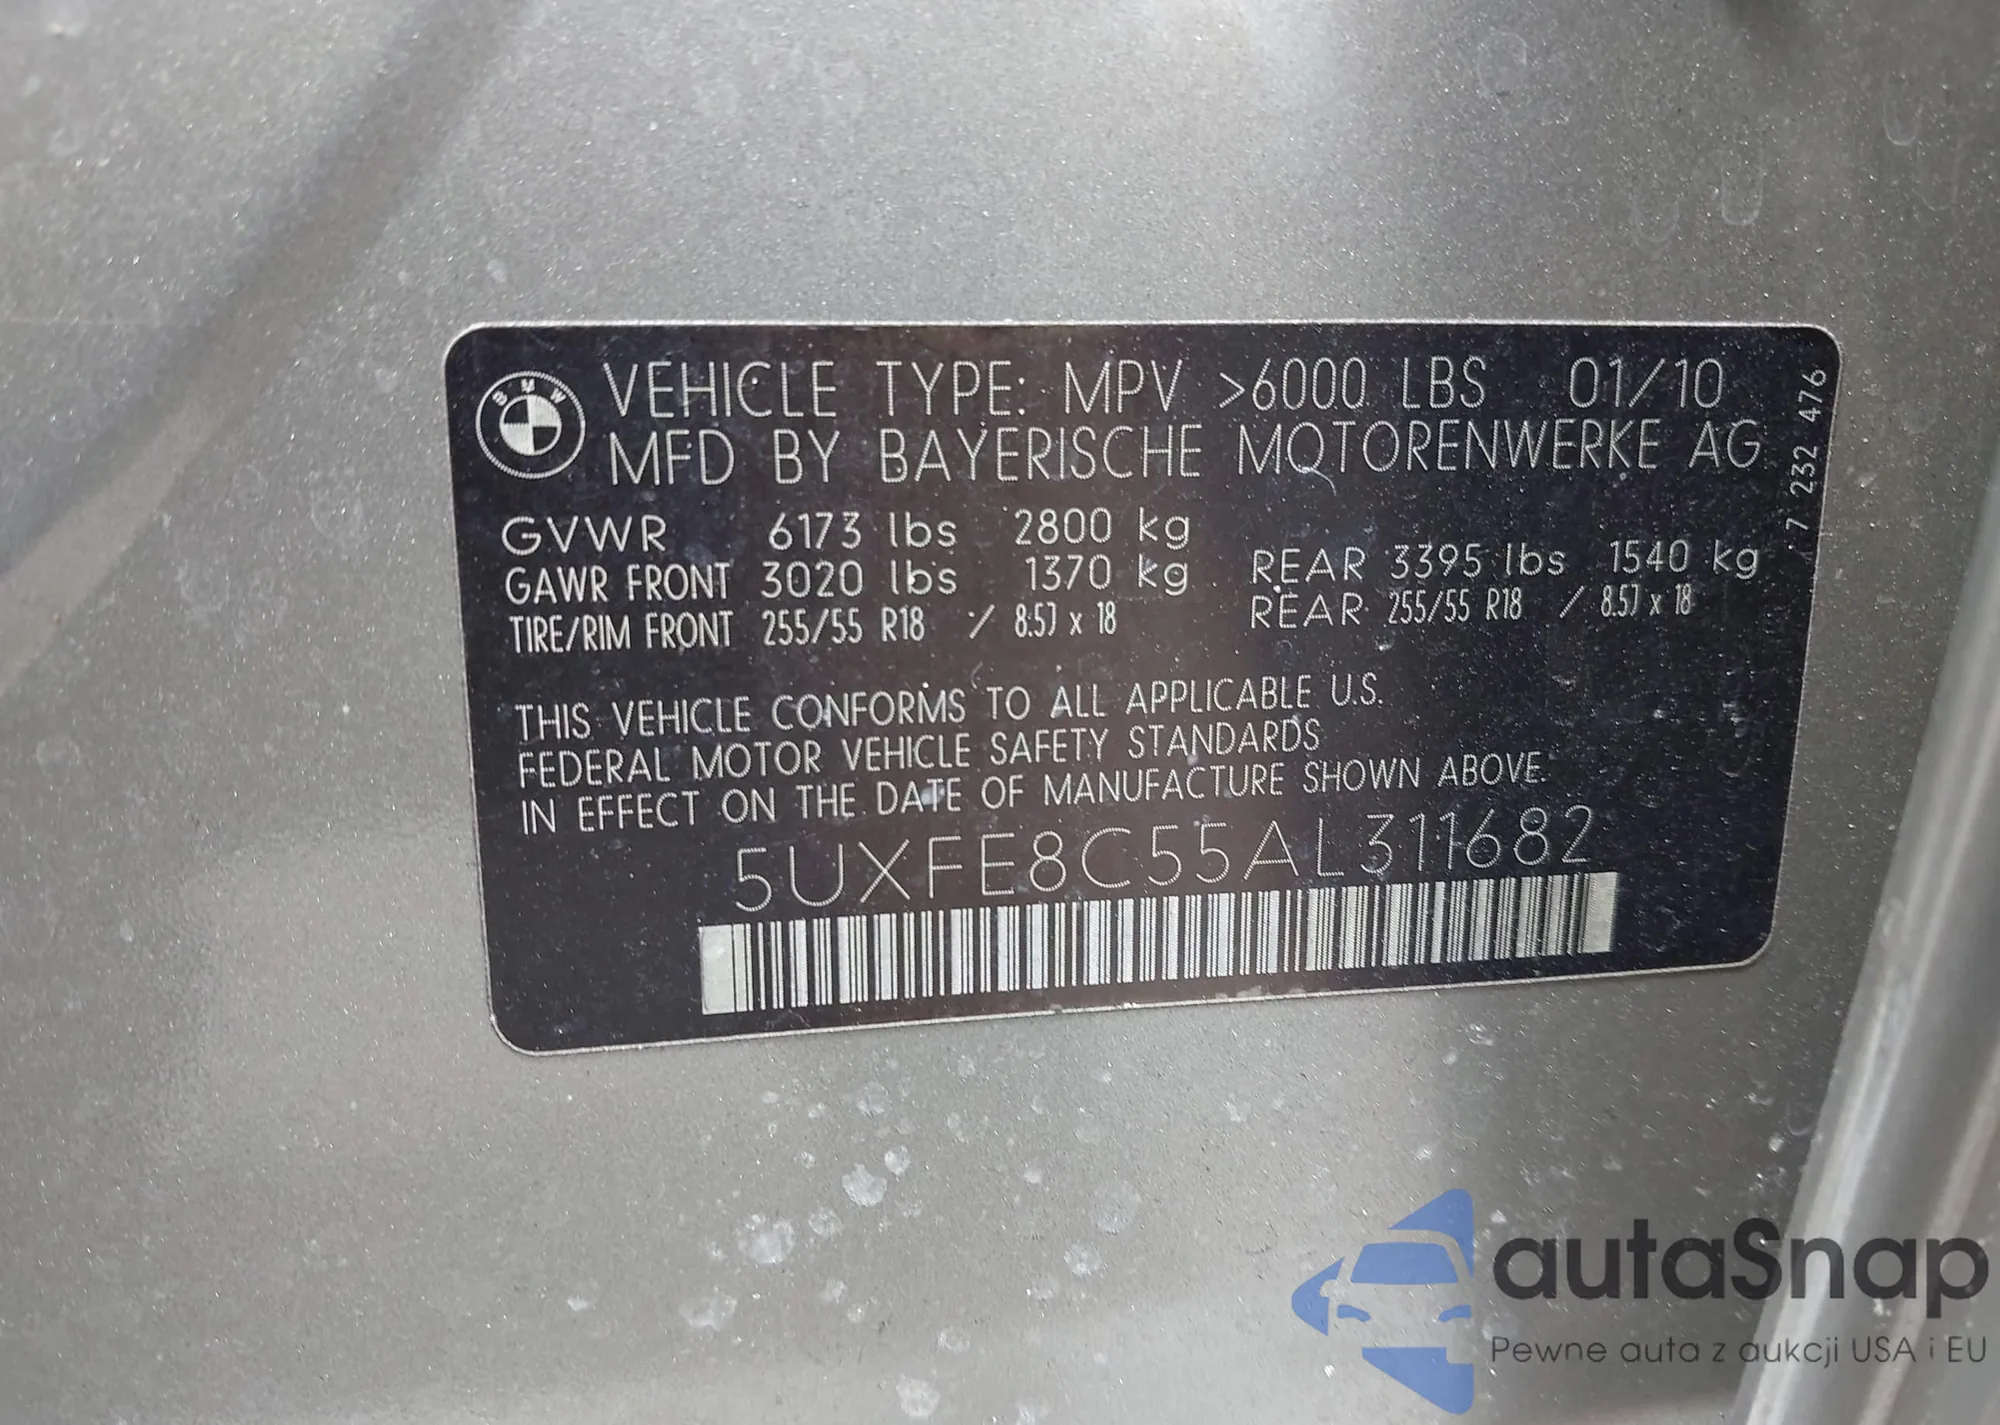 BMW
VEHICLE TYPE: MPV >6000 LBS 01/10
MFD BY BAYERISCHE MOTORENWERKE AG
7 232 476
GVWR 6173 lbs 2800 kg
GAWR FRONT 3020 lbs 1370 kg REAR 3395 lbs 1540 kg
TIRE/RIM FRONT 255/55 R18 / 8.5J x 18 REAR 255/55 R18 / 8.5J x 18
THIS VEHICLE CONFORMS TO ALL APPLICABLE U.S.
FEDERAL MOTOR VEHICLE SAFETY STANDARDS
IN EFFECT ON THE DATE OF MANUFACTURE SHOWN ABOVE.
5UXFE8C55AL311682
autaSnap
Pewne auta z aukcji USA i EU